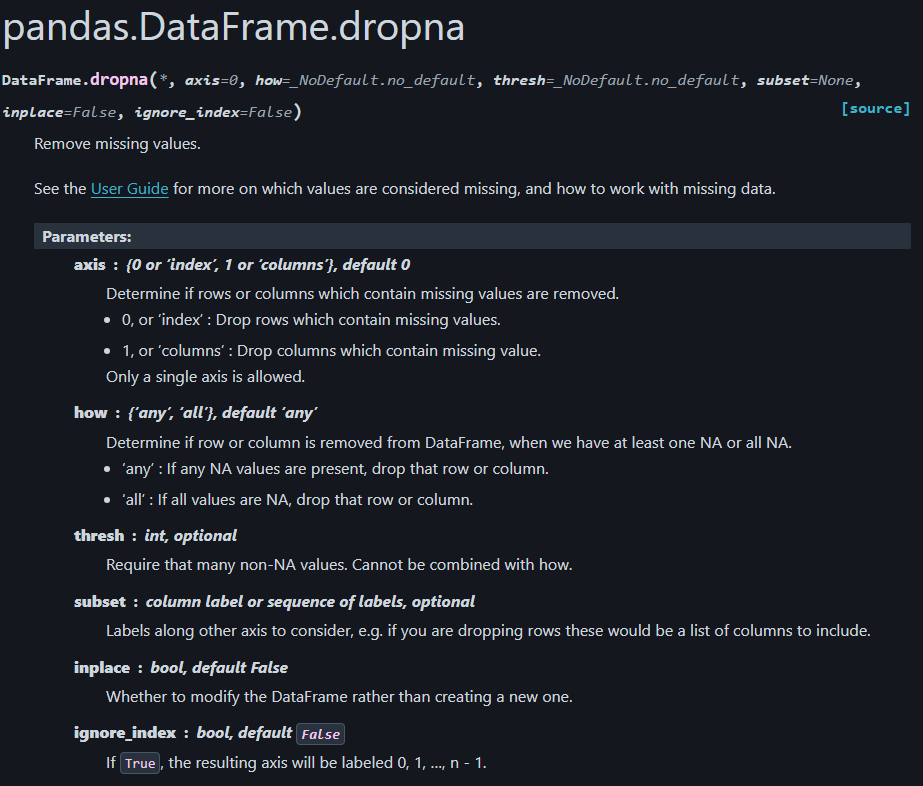 pandas.DataFrame.dropna
DataFrame.dropna(*, axis=0, how=_NoDefault.no_default, thresh=_NoDefault.no_default, subset=None,
inplace=False, ignore_index=False) [source]
Remove missing values.
See the User Guide for more on which values are considered missing, and how to work with missing data.
Parameters:
axis : {0 or ‘index’, 1 or ‘columns’}, default 0
Determine if rows or columns which contain missing values are removed.
• 0, or ‘index’ : Drop rows which contain missing values.
• 1, or ‘columns’ : Drop columns which contain missing value.
Only a single axis is allowed.
how : {‘any’, ‘all’}, default ‘any’
Determine if row or column is removed from DataFrame, when we have at least one NA or all NA.
• ‘any’ : If any NA values are present, drop that row or column.
• ‘all’ : If all values are NA, drop that row or column.
thresh : int, optional
Require that many non-NA values. Cannot be combined with how.
subset : column label or sequence of labels, optional
Labels along other axis to consider, e.g. if you are dropping rows these would be a list of columns to include.
inplace : bool, default False
Whether to modify the DataFrame rather than creating a new one.
ignore_index : bool, default False
If True, the resulting axis will be labeled 0, 1, …, n - 1.